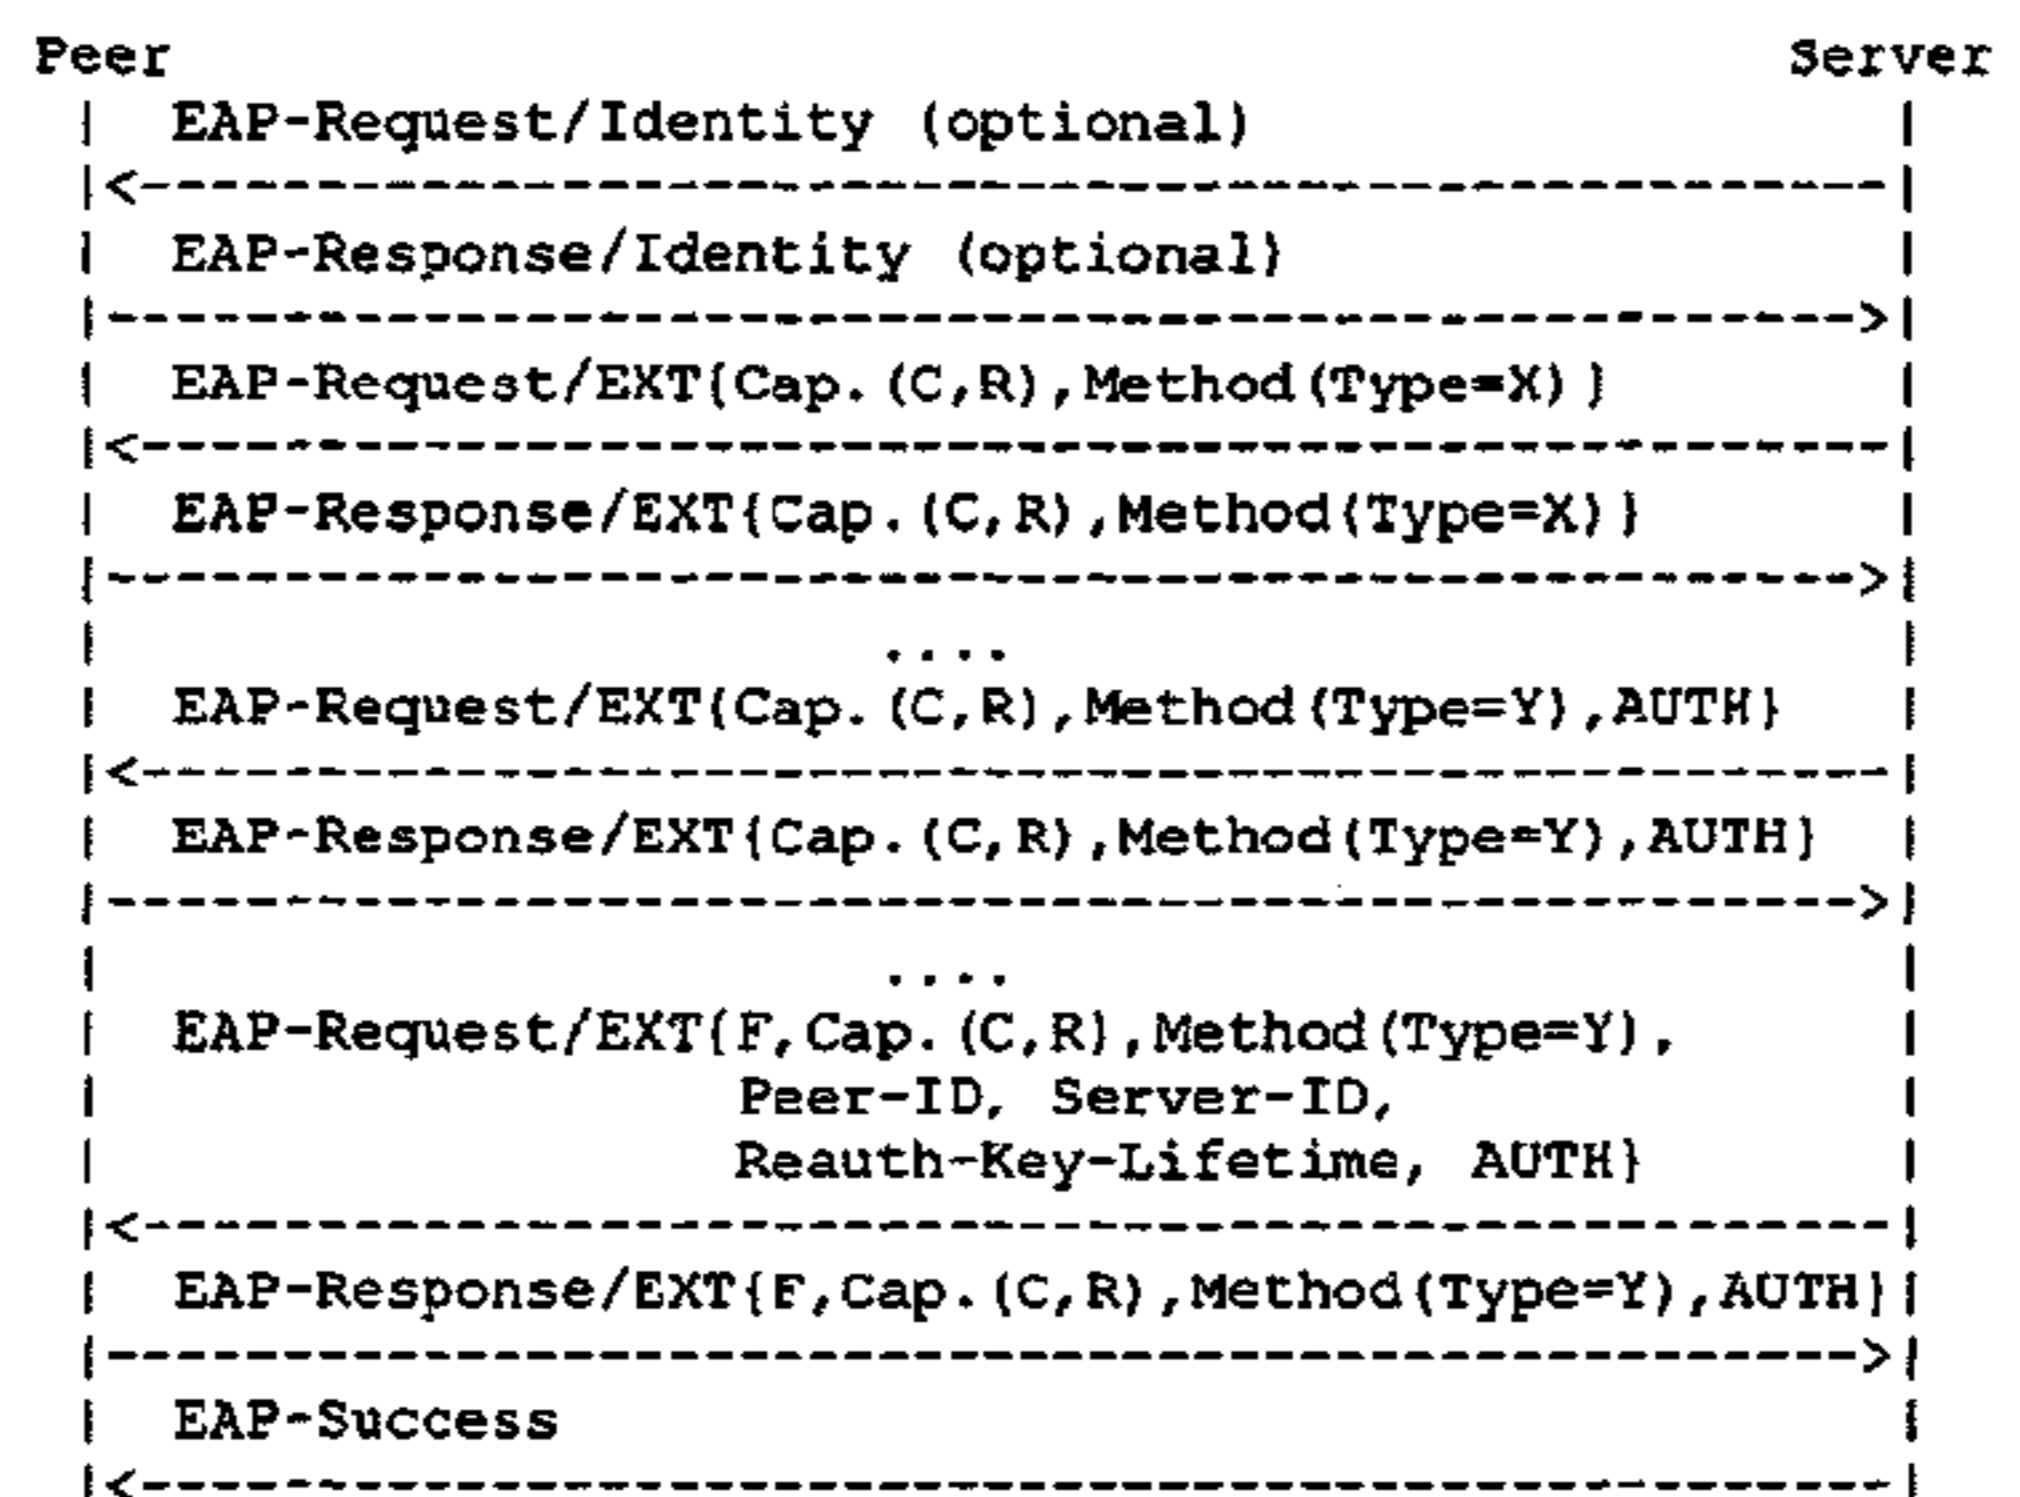 Peer Server
| EAP-Request/Identity (optional) |
|<--------------------------------------------------|
| EAP-Response/Identity (optional) |
|-------------------------------------------------->|
| EAP-Request/EXT{Cap.(C,R),Method(Type=X)} |
|<--------------------------------------------------|
| EAP-Response/EXT{Cap.(C,R),Method(Type=X)} |
|-------------------------------------------------->|
| .... |
| EAP-Request/EXT{Cap.(C,R),Method(Type=Y),AUTH} |
|<--------------------------------------------------|
| EAP-Response/EXT{Cap.(C,R),Method(Type=Y),AUTH} |
|-------------------------------------------------->|
| .... |
| EAP-Request/EXT{F,Cap.(C,R),Method(Type=Y), |
| Peer-ID, Server-ID, |
| Reauth-Key-Lifetime, AUTH} |
|<--------------------------------------------------|
| EAP-Response/EXT{F,Cap.(C,R),Method(Type=Y),AUTH}|
|-------------------------------------------------->|
| EAP-Success |
|<--------------------------------------------------|